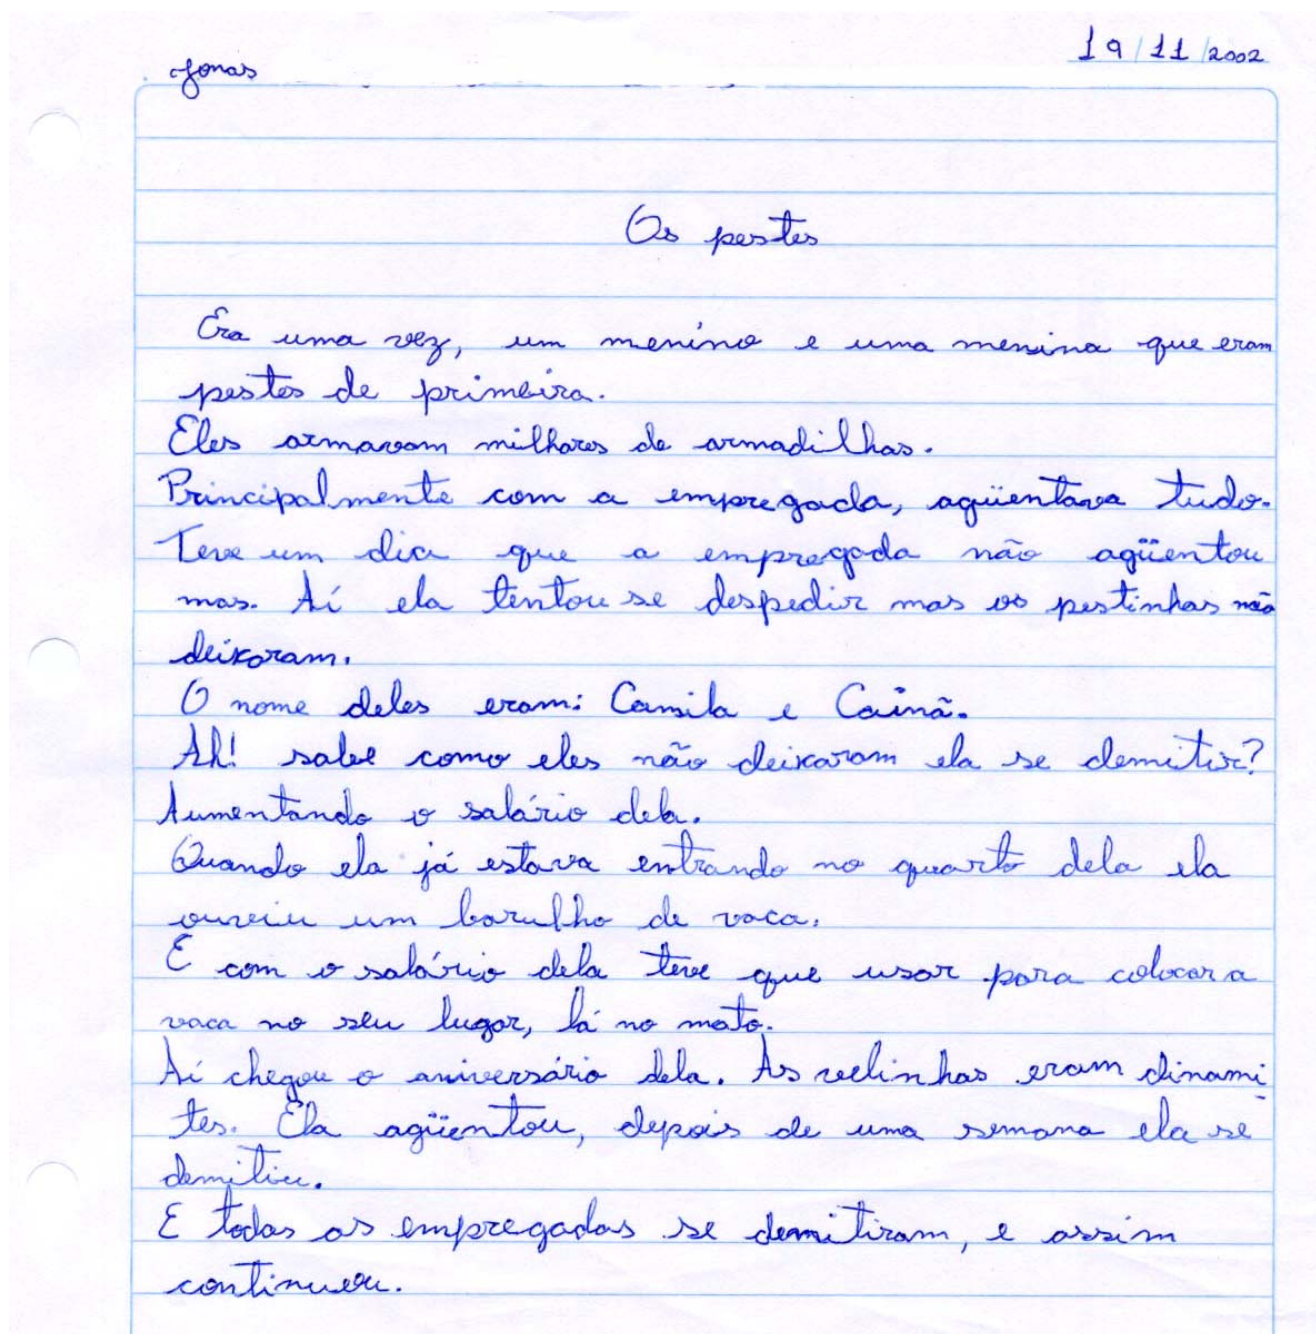 Jonas
19/11/2002
Os pestes
Era uma vez, um menino e uma menina que eram
pestes de primeira.
Eles armavam milhares de armadilhas.
Principalmente com a empregada, agüentava tudo.
Teve um dia que a empregada não agüentou
mas. Aí ela tentou se despedir mas os pestinhas não
deixaram.
O nome deles eram: Camila e Cainã.
Ah! sabe como eles não deixaram ela se demitir?
Aumentando o salário dela.
Quando ela já estava entrando no quarto dela ela
ouviu um barulho de vaca.
E com o salário dela teve que usar para colocar a
vaca no seu lugar, lá no mato.
Aí chegou o aniversário dela. As velinhas eram dinami
tes. Ela agüentou, depois de uma semana ela se
demitiu.
E todas as empregadas se demitiram, e assim
continuou.